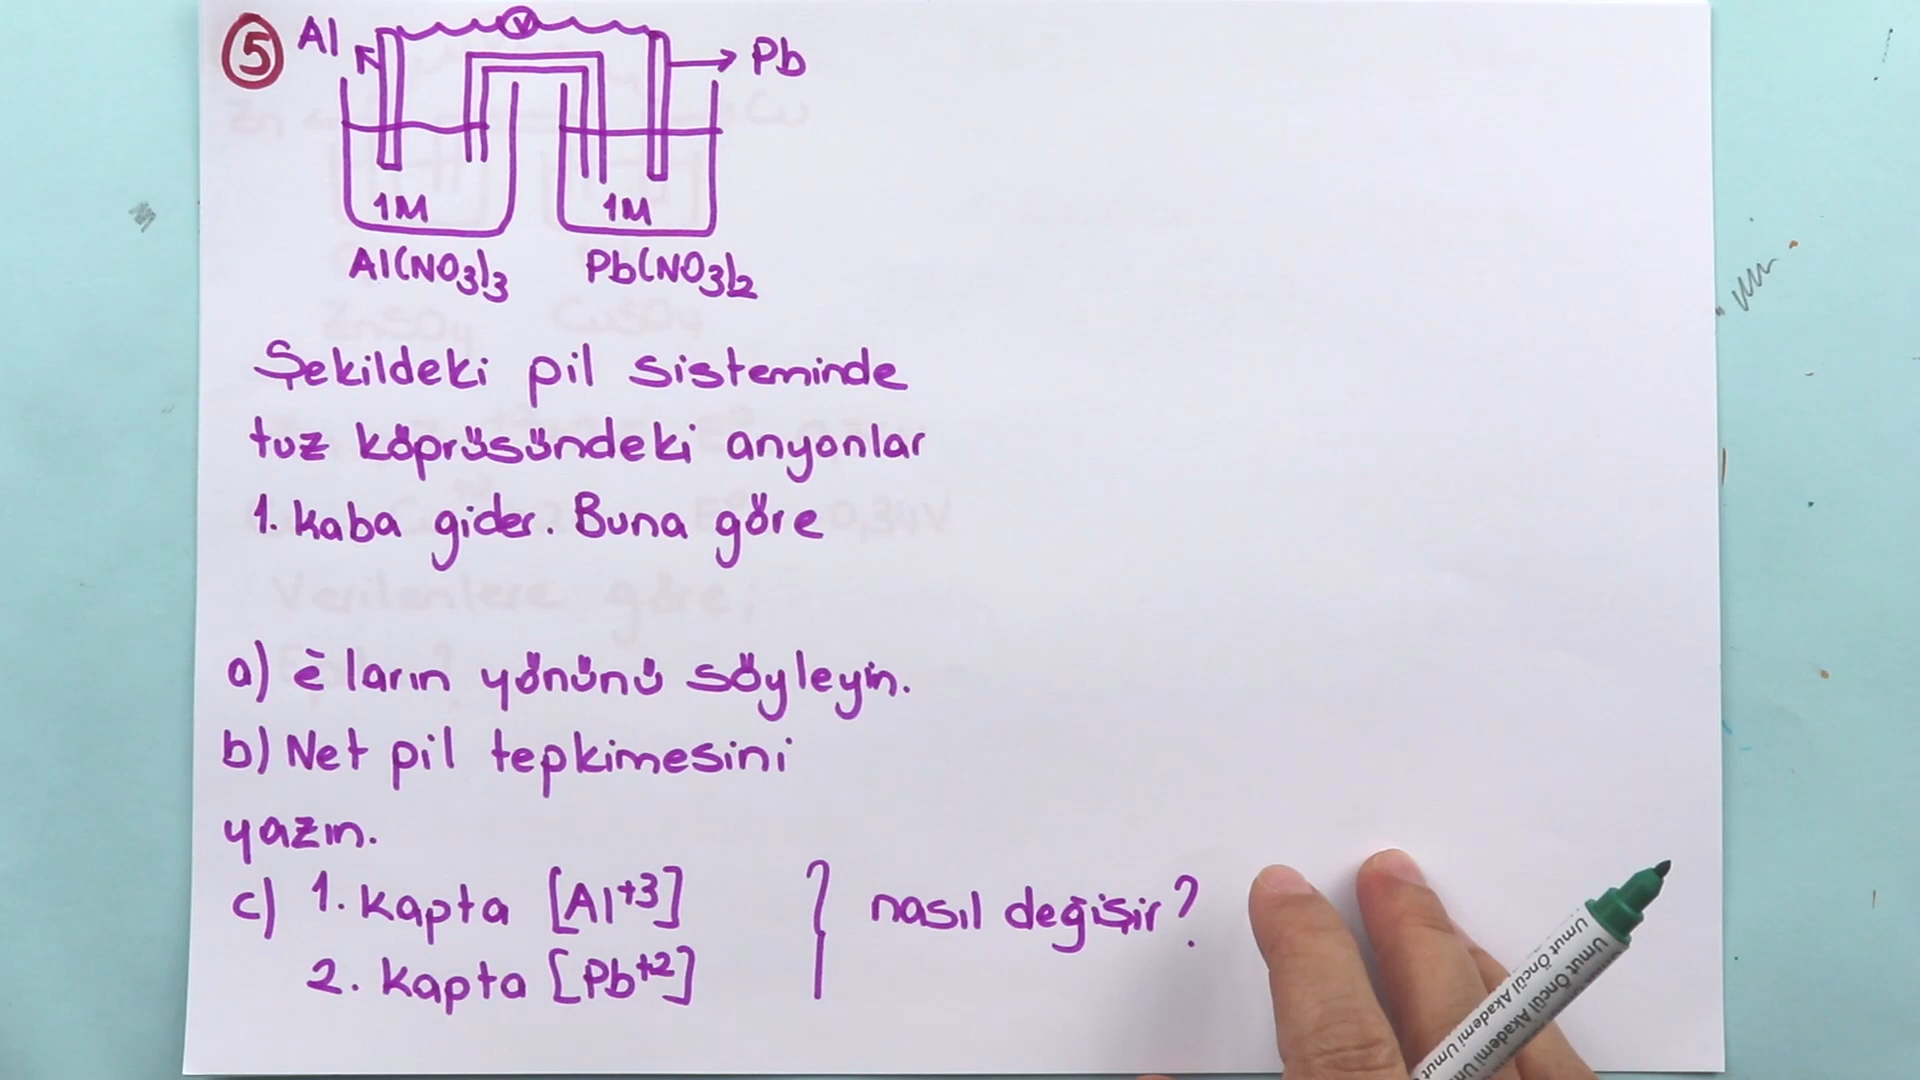 5
Al
V
Pb
1M
1M
Al(NO3)3
Pb(NO3)2
Şekildeki pil sisteminde
tuz köprüsündeki anyonlar
1. kaba gider. Buna göre
a) ē ların yönünü söyleyin.
b) Net pil tepkimesini
yazın.
c) 1. kapta [Al+3]
2. kapta [Pb+2]
} nasıl değişir?
Umut Öncül Akademi Umut
Umut Öncül Akademi Um